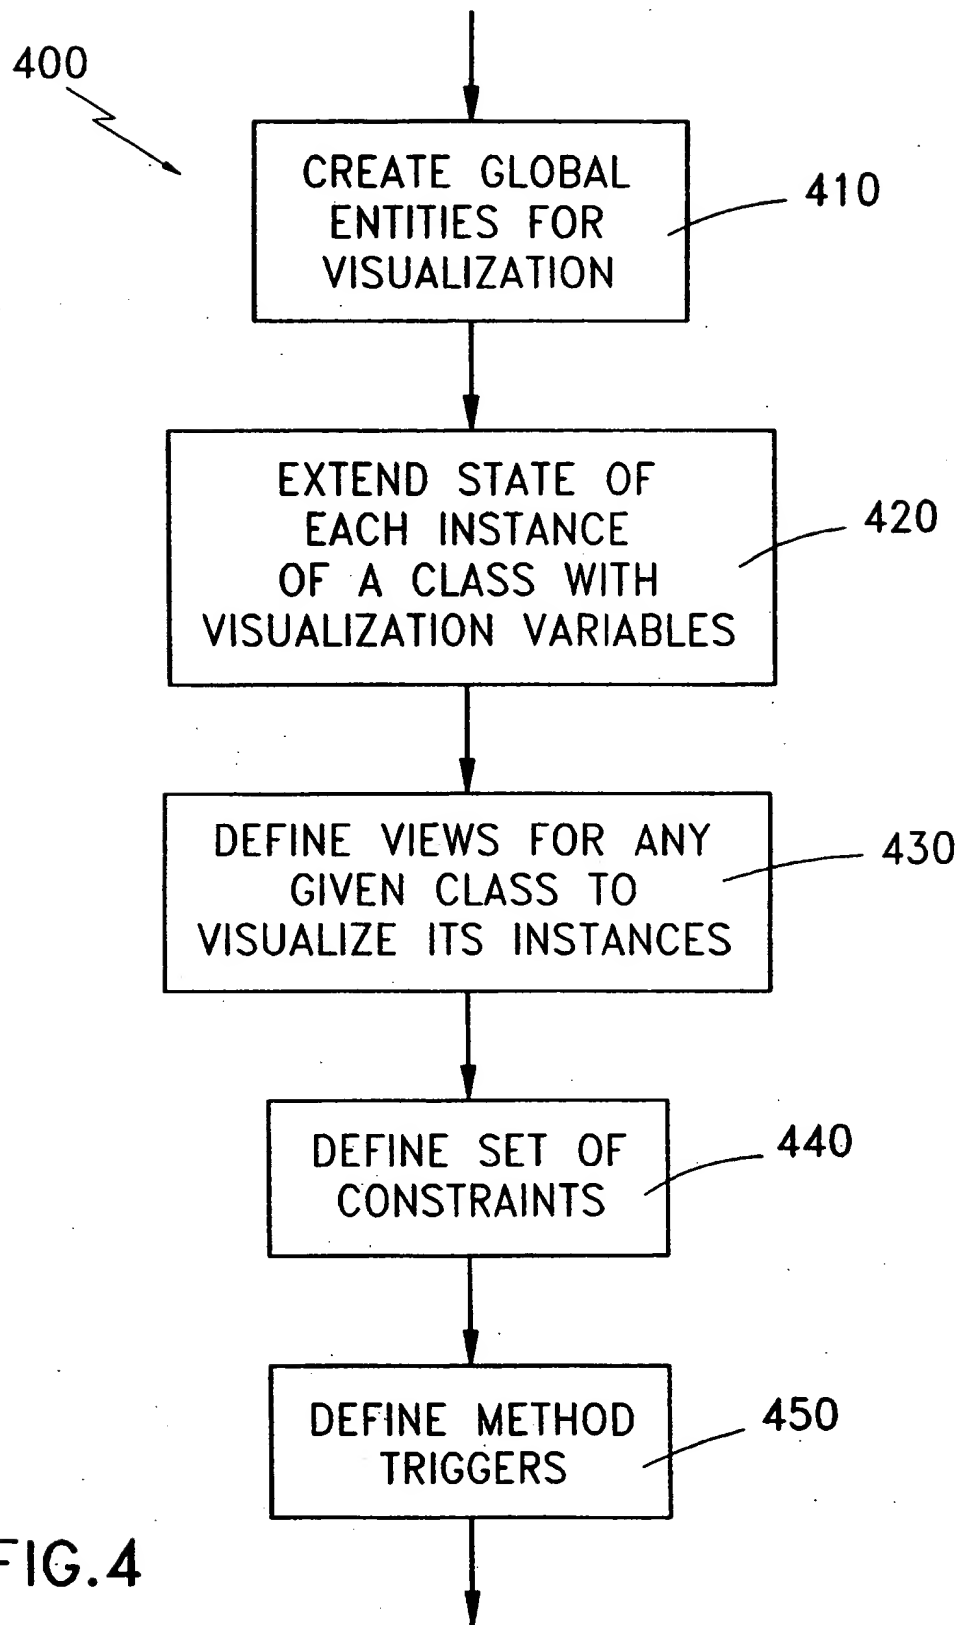 400
CREATE GLOBAL
ENTITIES FOR
VISUALIZATION
410
EXTEND STATE OF
EACH INSTANCE
OF A CLASS WITH
VISUALIZATION VARIABLES
420
DEFINE VIEWS FOR ANY
GIVEN CLASS TO
VISUALIZE ITS INSTANCES
430
DEFINE SET OF
CONSTRAINTS
440
DEFINE METHOD
TRIGGERS
450
FIG.4